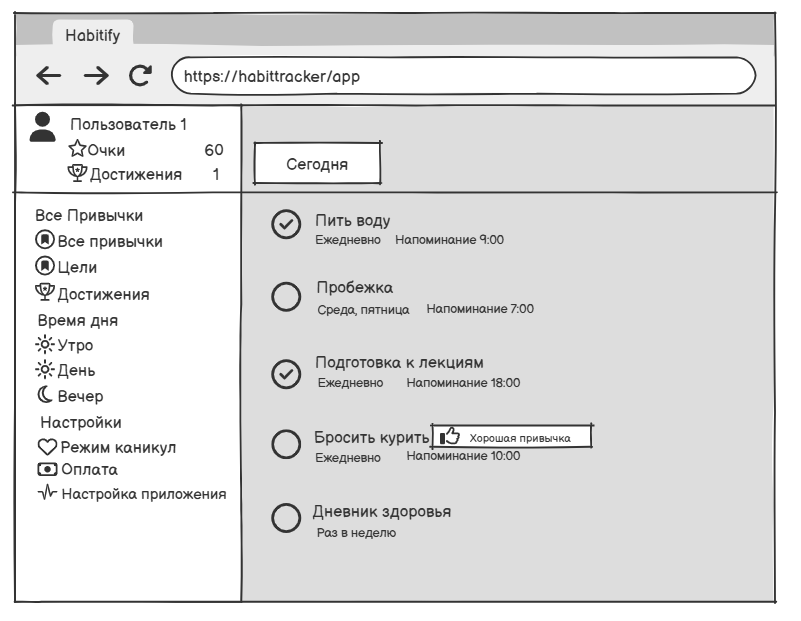 Habitify
https://habittracker/app
Пользователь 1
Очки 60
Достижения 1
Все Привычки
Все привычки
Цели
Достижения
Время дня
Утро
День
Вечер
Настройки
Режим каникул
Оплата
Настройка приложения
Сегодня
Пить воду
Ежедневно Напоминание 9:00
Пробежка
Среда, пятница Напоминание 7:00
Подготовка к лекциям
Ежедневно Напоминание 18:00
Бросить курить Хорошая привычка
Ежедневно Напоминание 10:00
Дневник здоровья
Раз в неделю